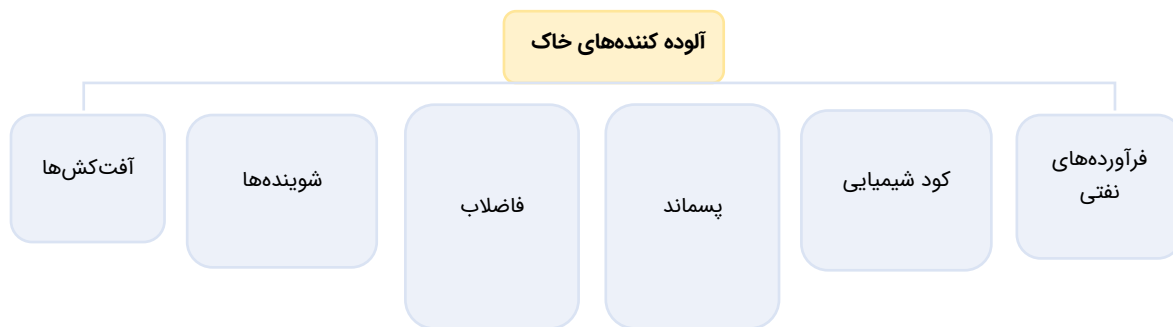 آلوده کننده‌های خاک
فرآورده‌های
نفتی
کود شیمیایی
پسماند
فاضلاب
شوینده‌ها
آفت‌کش‌ها